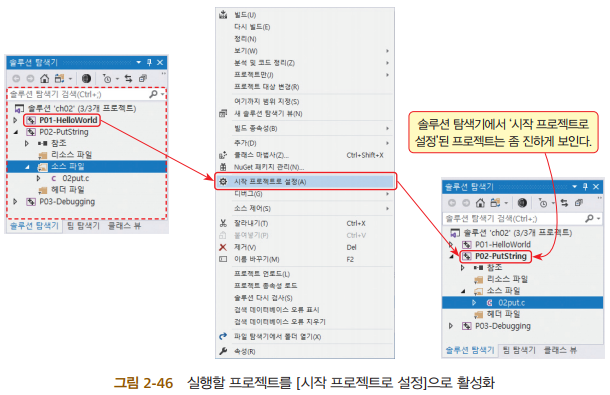 솔루션 탐색기
솔루션 탐색기 검색(Ctrl+;)
솔루션 'ch02' (3/3개 프로젝트)
P01-HelloWorld
P02-PutString
참조
리소스 파일
소스 파일
02put.c
헤더 파일
P03-Debugging
솔루션 탐색기 팀 탐색기 클래스 뷰
빌드(U)
다시 빌드(E)
정리(N)
보기(W)
분석 및 코드 정리(Z)
프로젝트만(J)
프로젝트 대상 변경(R)
여기까지 범위 지정(S)
새 솔루션 탐색기 뷰(N)
빌드 종속성(B)
추가(D)
클래스 마법사(Z)... Ctrl+Shift+X
NuGet 패키지 관리(N)...
시작 프로젝트로 설정(A)
디버그(G)
소스 제어(S)
잘라내기(T) Ctrl+X
붙여넣기(P) Ctrl+V
제거(V) Del
이름 바꾸기(M) F2
프로젝트 언로드(L)
프로젝트 종속성 로드
솔루션 다시 검사(S)
검색 데이터베이스 오류 표시
검색 데이터베이스 오류 지우기
파일 탐색기에서 폴더 열기(X)
속성(R)
솔루션 탐색기에서 '시작 프로젝트로
설정'된 프로젝트는 좀 진하게 보인다.
솔루션 탐색기
솔루션 탐색기 검색(Ctrl+;)
솔루션 'ch02' (3/3개 프로젝트)
P01-HelloWorld
P02-PutString
참조
리소스 파일
소스 파일
02put.c
헤더 파일
P03-Debugging
솔루션 탐색기 팀 탐색기 클래스 뷰
그림 2-46 실행할 프로젝트를 [시작 프로젝트로 설정]으로 활성화